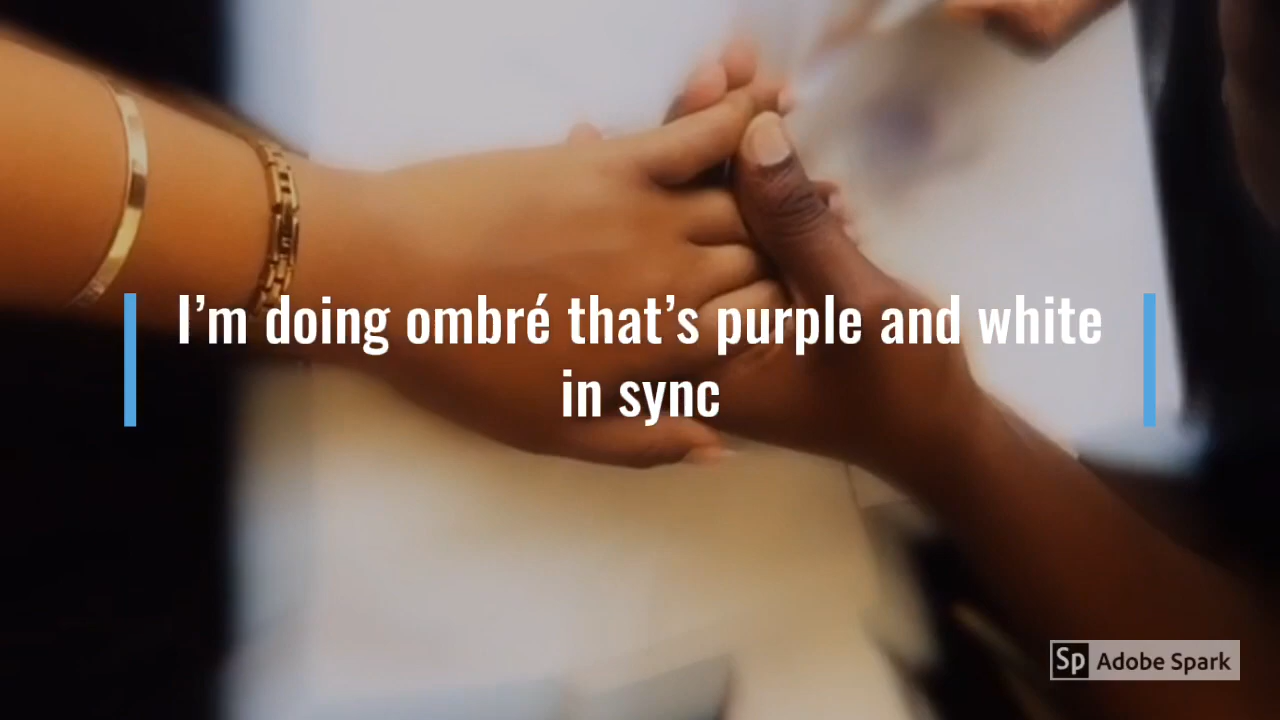 I’m doing ombré that’s purple and white
in sync
Sp Adobe Spark